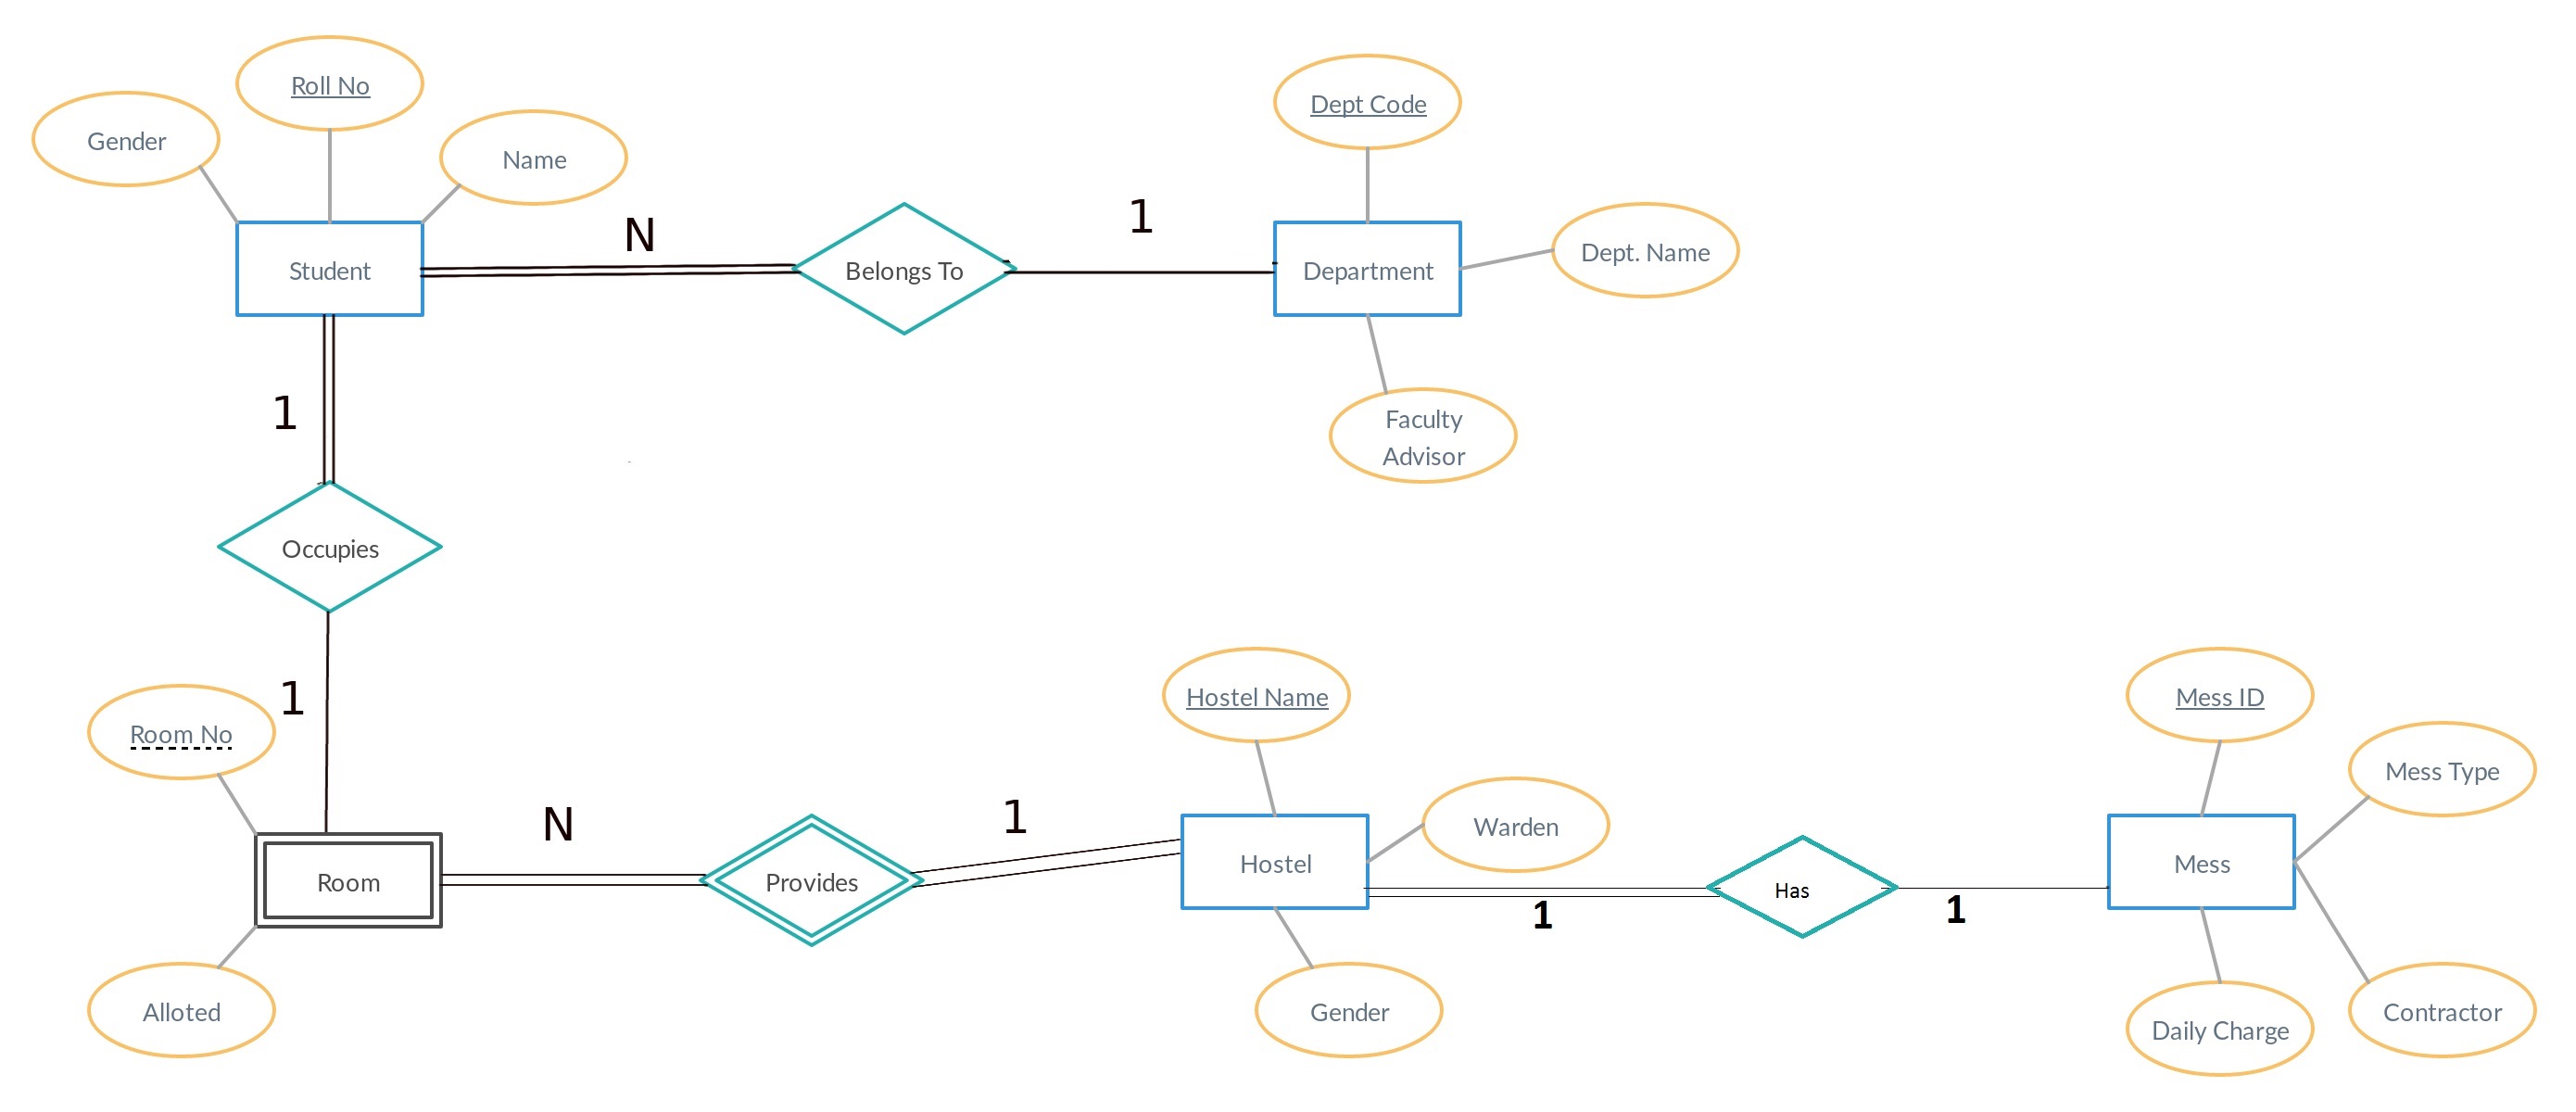 Roll No
Gender
Name
Dept Code
Student
N
Belongs To
1
Department
Dept. Name
1
Faculty
Advisor
Occupies
1
Room No
Hostel Name
Mess ID
Mess Type
Room
N
Provides
1
Hostel
Warden
1
Has
1
Mess
Alloted
Gender
Daily Charge
Contractor